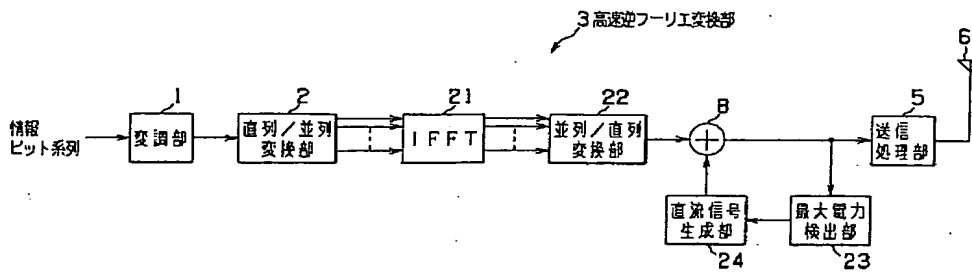 3 高速逆フーリエ変換部
6
1
2
21
22
8
5
情報
ビット系列
変調部
直列/並列
変換部
IFFT
並列/直列
変換部
+
送信
処理部
直流信号
生成部
最大電力
検出部
24
23